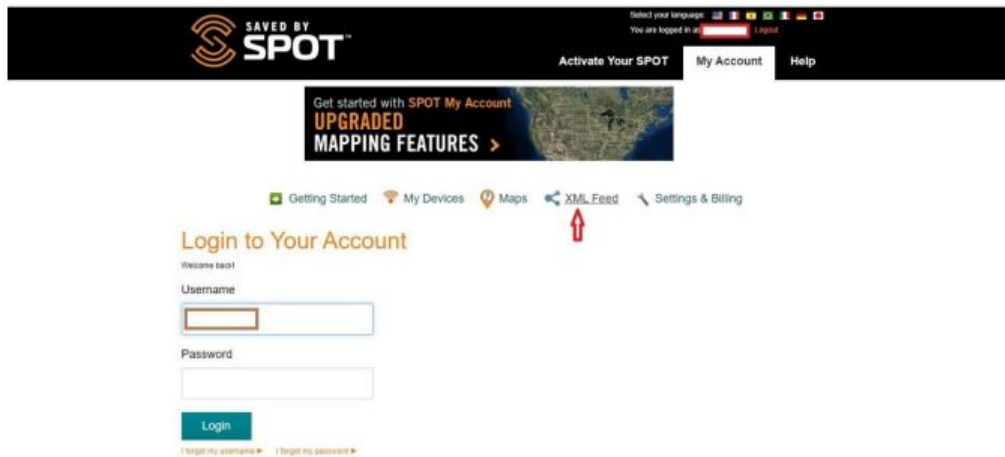 SAVED BY
SPOT™
Select your language:
You are logged in as Logout
Activate Your SPOT My Account Help
Get started with SPOT My Account
UPGRADED
MAPPING FEATURES >
Getting Started My Devices Maps XML Feed Settings & Billing
Login to Your Account
Welcome back!
Username
Password
Login
I forgot my username ▶ I forgot my password ▶